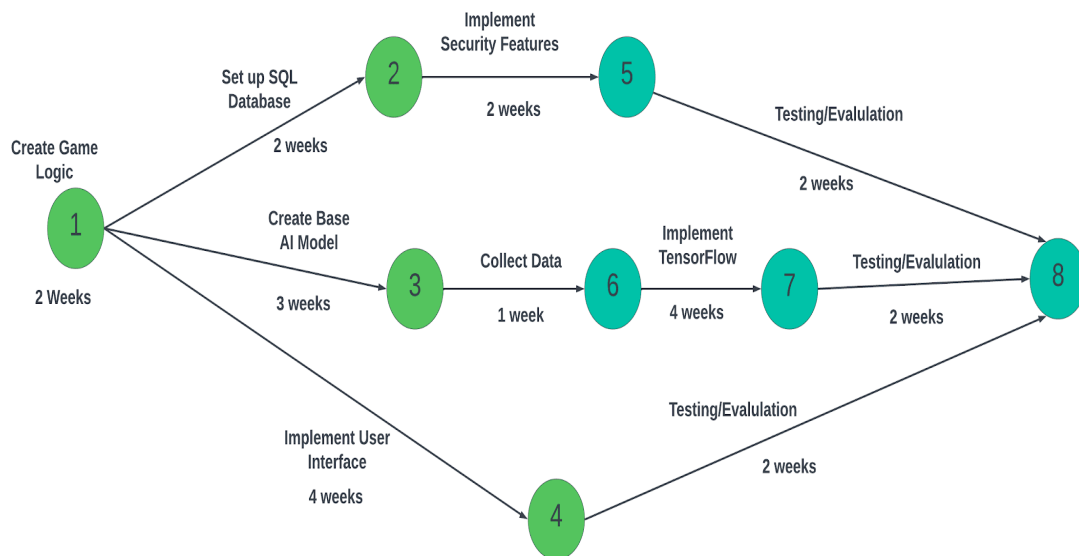 Implement
Security Features
2
5
2 weeks
Set up SQL
Database
2 weeks
Testing/Evalulation
2 weeks
Create Game
Logic
1
2 Weeks
Create Base
AI Model
3 weeks
3
Collect Data
1 week
6
Implement
TensorFlow
4 weeks
7
Testing/Evalulation
2 weeks
8
Implement User
Interface
4 weeks
4
Testing/Evalulation
2 weeks